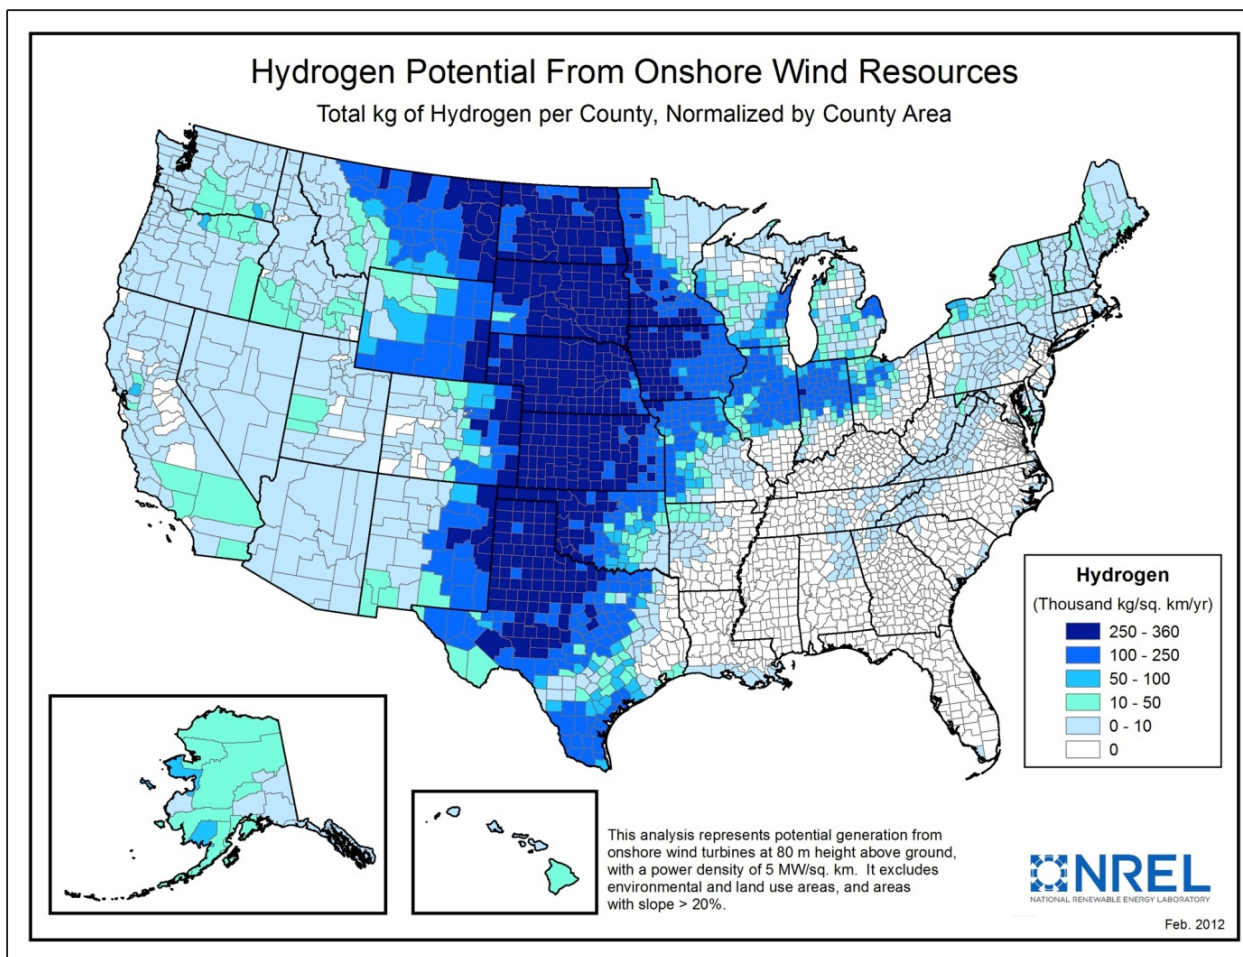 Hydrogen Potential From Onshore Wind Resources
Total kg of Hydrogen per County, Normalized by County Area
Hydrogen
(Thousand kg/sq. km/yr)
250 - 360
100 - 250
50 - 100
10 - 50
0 - 10
0
This analysis represents potential generation from
onshore wind turbines at 80 m height above ground,
with a power density of 5 MW/sq. km. It excludes
environmental and land use areas, and areas
with slope > 20%.
NREL
NATIONAL RENEWABLE ENERGY LABORATORY
Feb. 2012